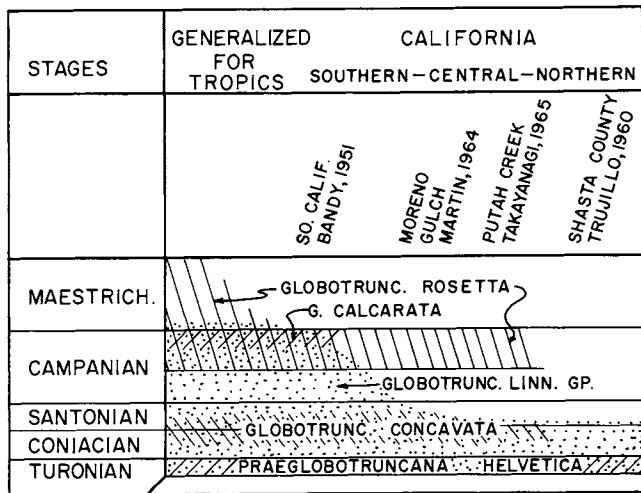 STAGES
GENERALIZED
FOR
TROPICS
CALIFORNIA
SOUTHERN-CENTRAL-NORTHERN
SO. CALIF.
BANDY, 1951
MORENO
GULCH
MARTIN, 1964
PUTAH CREEK
TAKAYANAGI, 1965
SHASTA COUNTY
TRUJILLO, 1960
MAESTRICH.
GLOBOTRUNC. ROSETTA
G. CALCARATA
CAMPANIAN
GLOBOTRUNC. LINN. GP.
SANTONIAN
GLOBOTRUNC. CONCAVATA
CONIACIAN
TURONIAN
PRAEGLOBOTRUNCANA HELVETICA